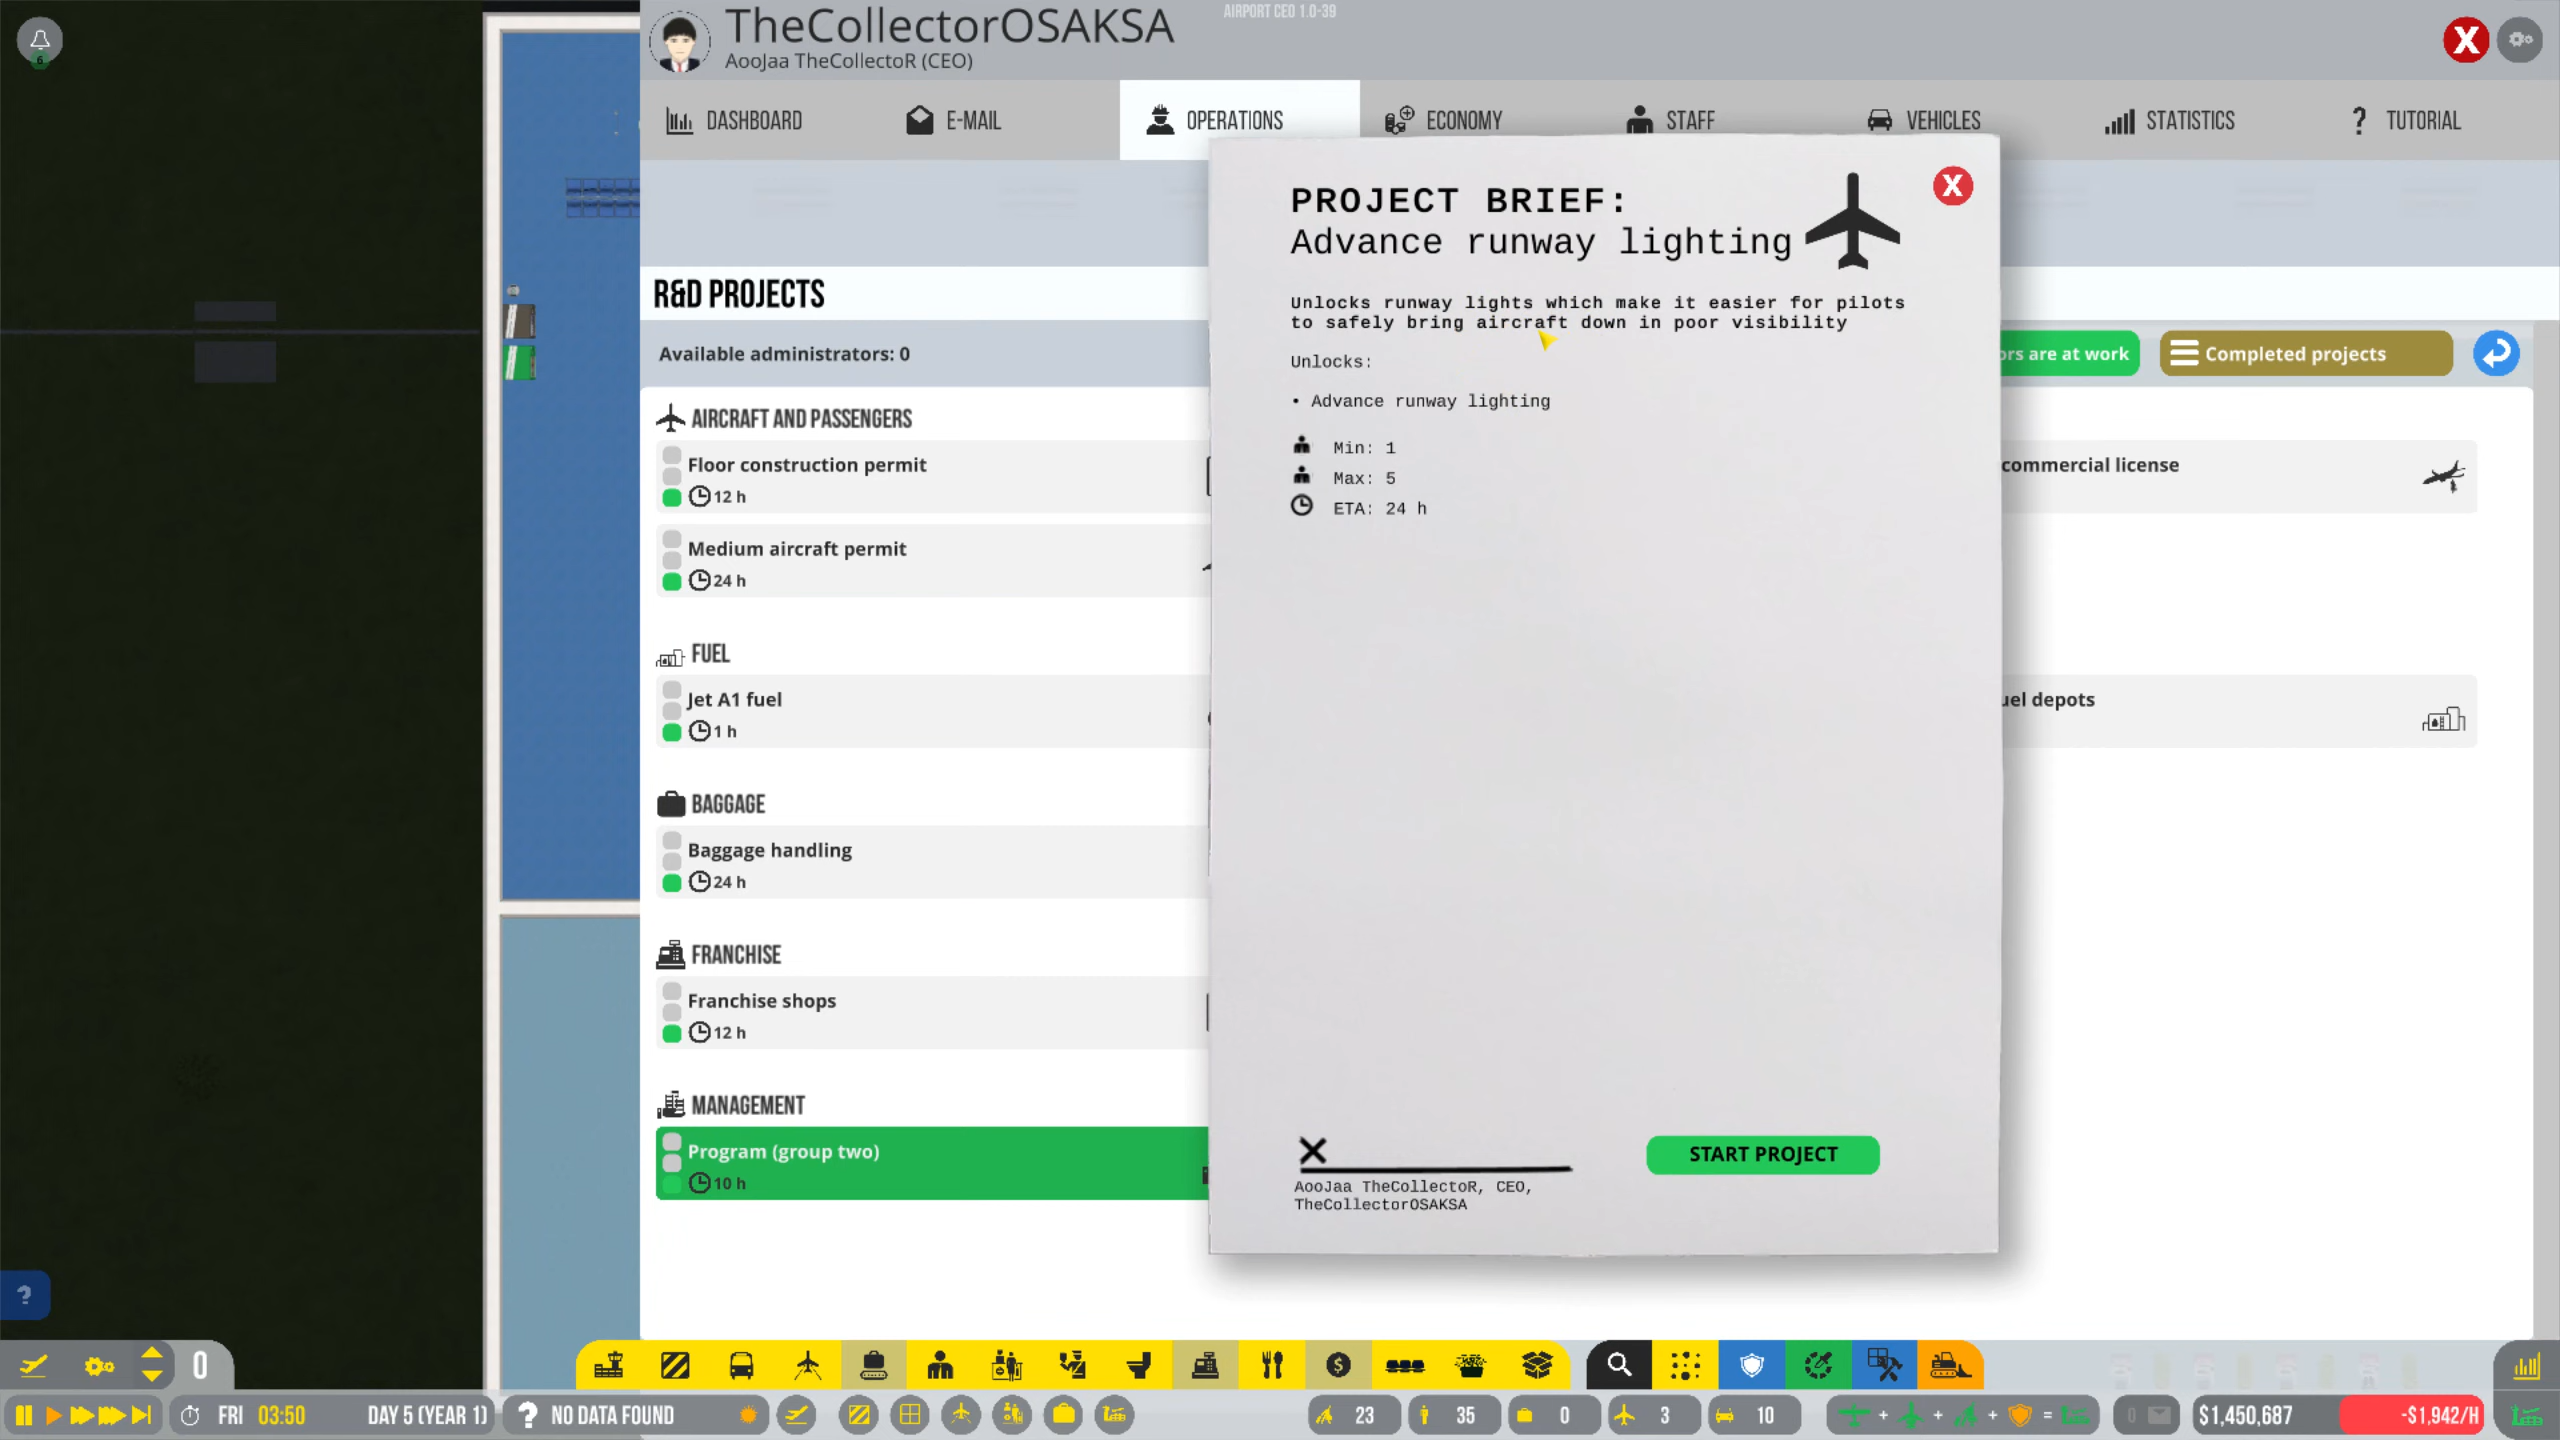 AIRPORT CEO 1.0-39
6
TheCollectorOSAKSA
AooJaa TheCollectoR (CEO)
X
DASHBOARD
E-MAIL
OPERATIONS
ECONOMY
STAFF
VEHICLES
STATISTICS
? TUTORIAL
R&D PROJECTS
Available administrators: 0
ors are at work
Completed projects
AIRCRAFT AND PASSENGERS
Floor construction permit
12 h
Medium aircraft permit
24 h
commercial license
FUEL
Jet A1 fuel
1 h
uel depots
BAGGAGE
Baggage handling
24 h
FRANCHISE
Franchise shops
12 h
MANAGEMENT
Program (group two)
10 h
PROJECT BRIEF:
Advance runway lighting
X
Unlocks runway lights which make it easier for pilots
to safely bring aircraft down in poor visibility
Unlocks:
• Advance runway lighting
Min: 1
Max: 5
ETA: 24 h
X
AooJaa TheCollectoR, CEO,
TheCollectorOSAKSA
START PROJECT
?
0
FRI 03:50 DAY 5 (YEAR 1)
? NO DATA FOUND
23
35
0
3
10
+ + + =
0
$1,450,687
-$1,942/H